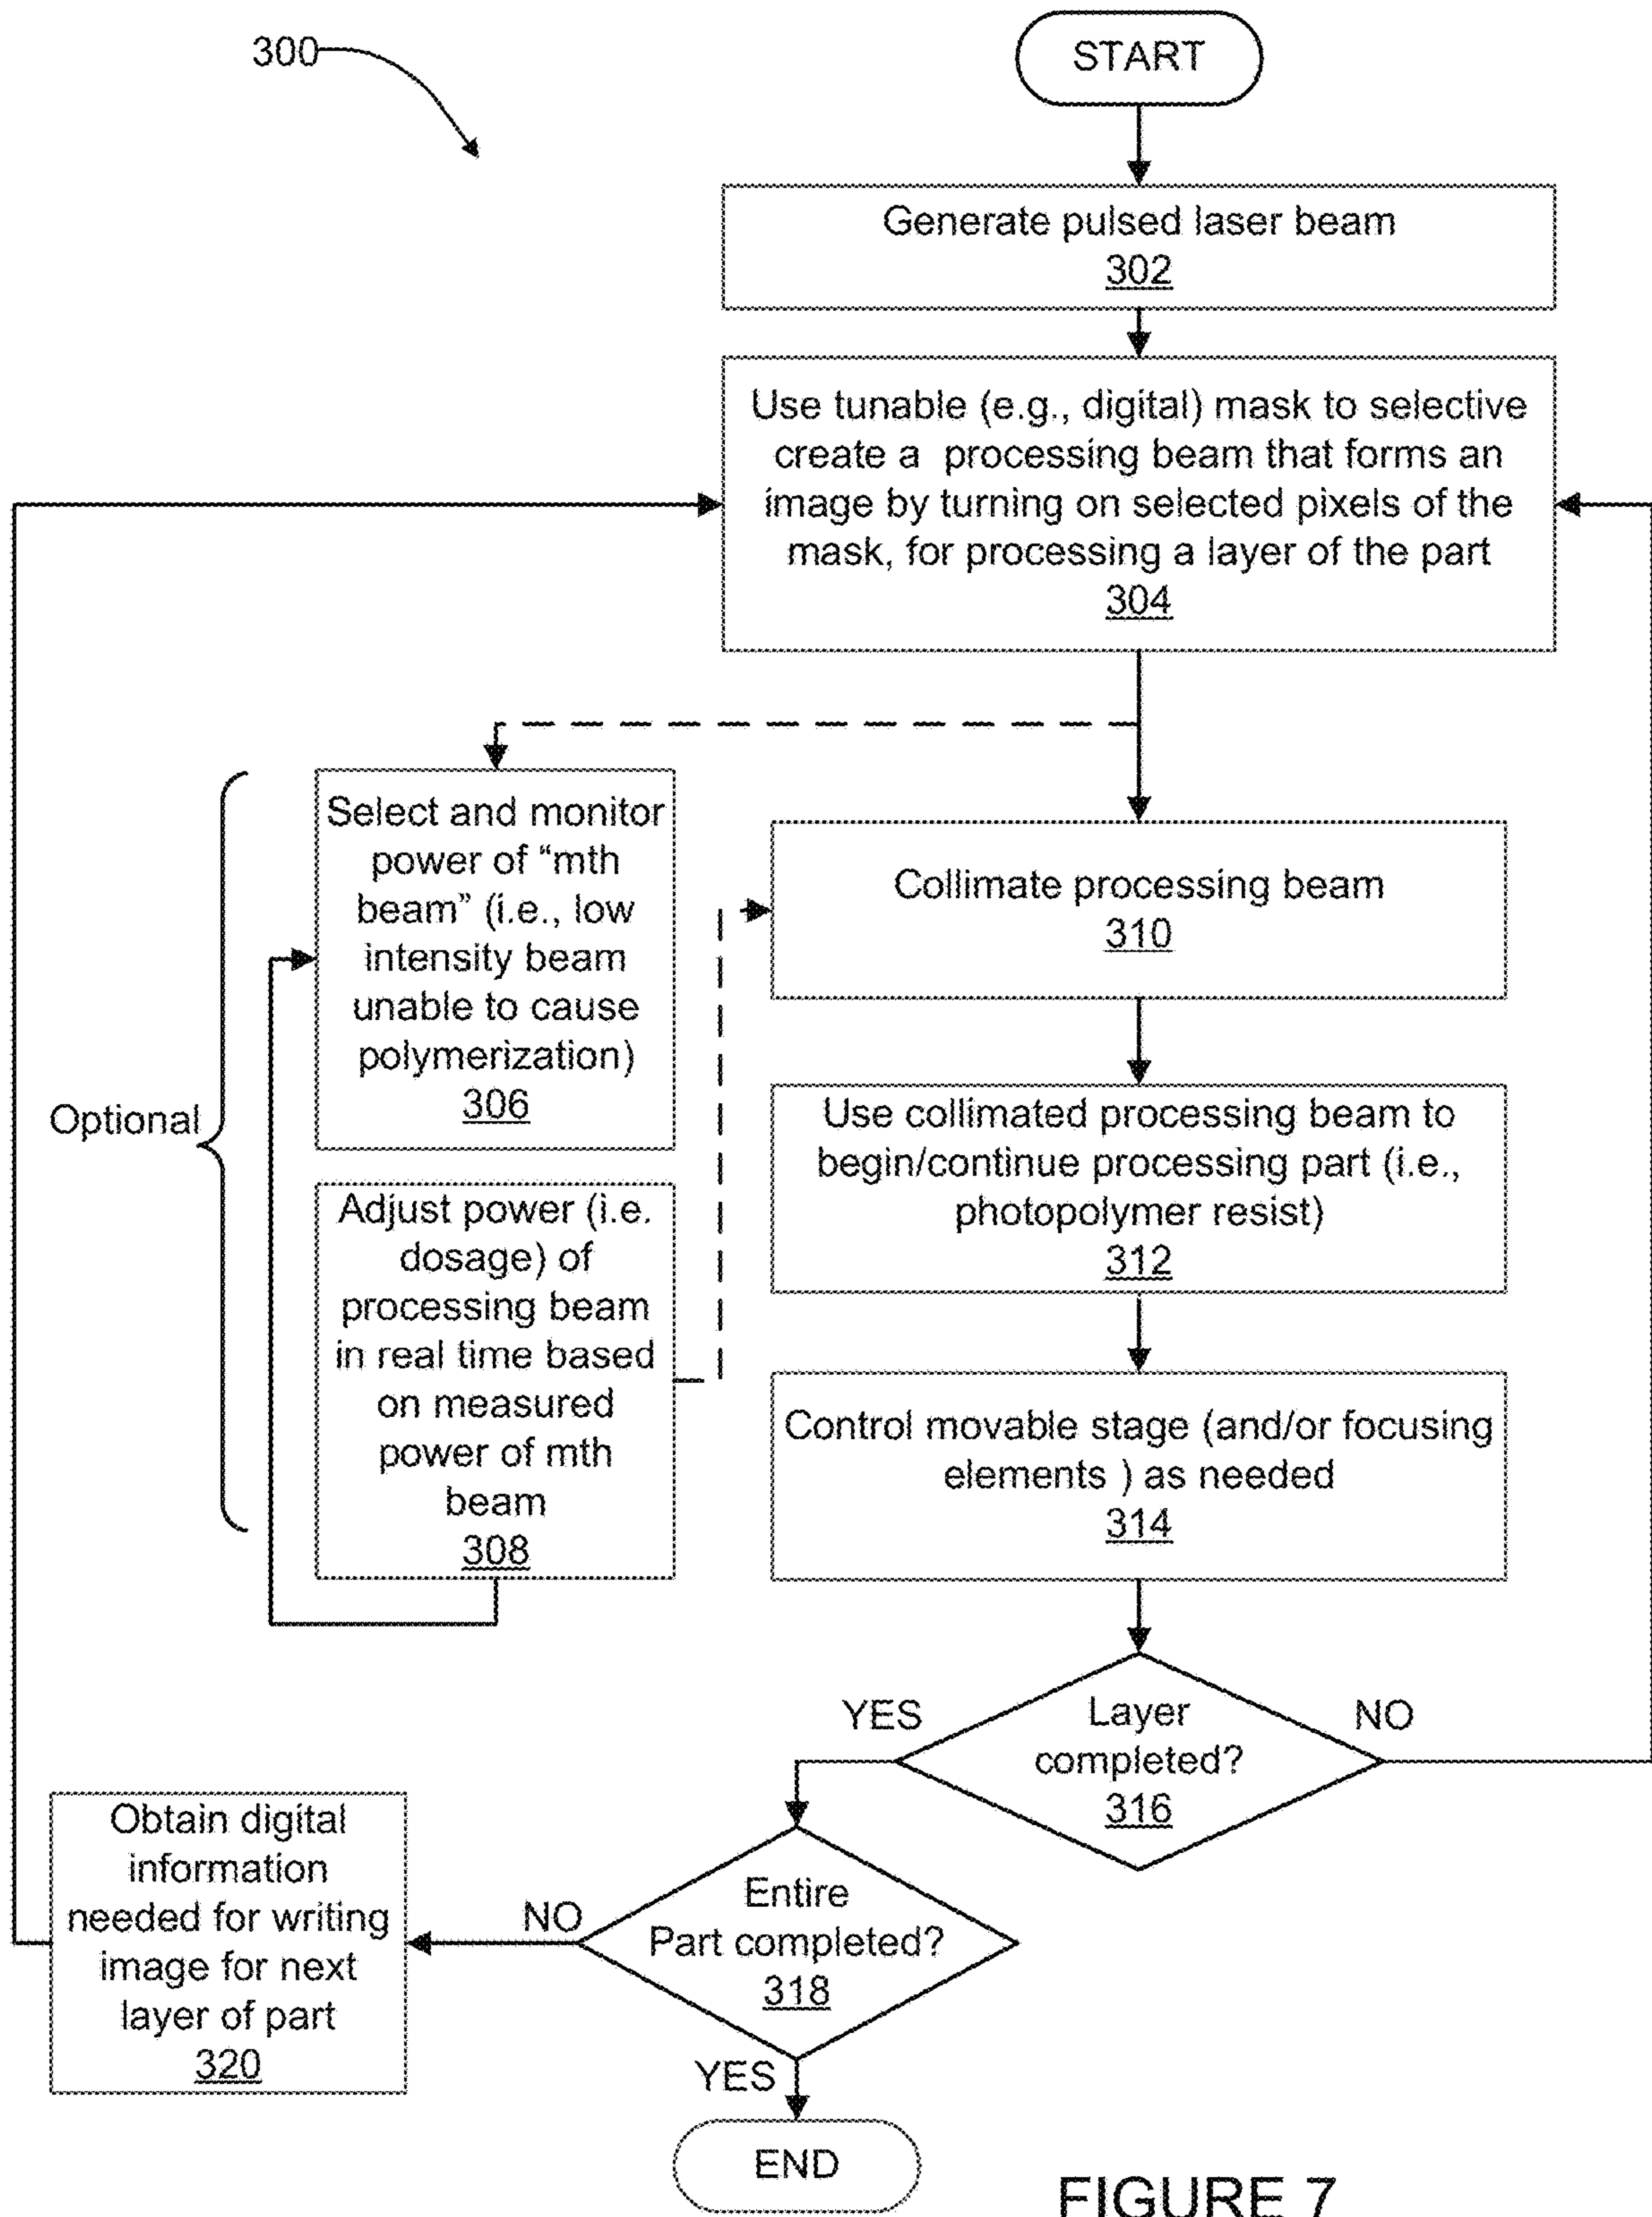 300
START
Generate pulsed laser beam
302
Use tunable (e.g., digital) mask to selective
create a processing beam that forms an
image by turning on selected pixels of the
mask, for processing a layer of the part
304
Optional
Select and monitor
power of “mth
beam” (i.e., low
intensity beam
unable to cause
polymerization)
306
Adjust power (i.e.
dosage) of
processing beam
in real time based
on measured
power of mth
beam
308
Collimate processing beam
310
Use collimated processing beam to
begin/continue processing part (i.e.,
photopolymer resist)
312
Control movable stage (and/or focusing
elements ) as needed
314
YES
Layer
completed?
316
NO
Entire
Part completed?
318
NO
Obtain digital
information
needed for writing
image for next
layer of part
320
YES
END
FIGURE 7